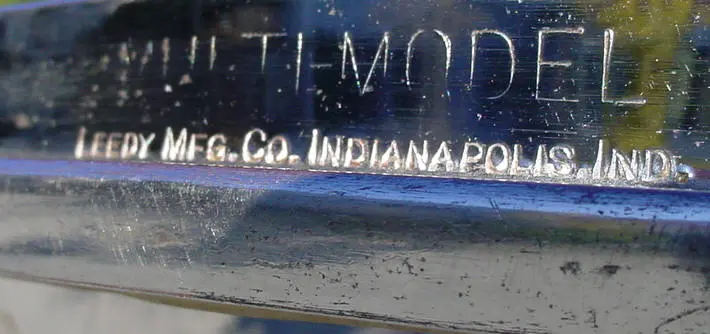 MULTI-MODEL
LEEDY MFG. CO. INDIANAPOLIS, IND.